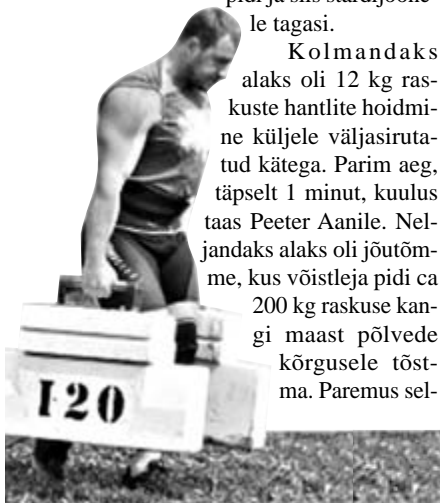 pidi ja siis stardijoone-
le tagasi.
Kolmandaks
alaks oli 12 kg ras-
kuste hantlite hoidmi-
ne küljele väljasiruta-
tud kätega. Parim aeg,
täpselt 1 minut, kuulus
taas Peeter Aanile. Nel-
jandaks alaks oli jõutõm-
me, kus võistleja pidi ca
200 kg raskuse kan-
gi maast põlvede
kõrgusele tõst-
ma. Paremus sel-
120